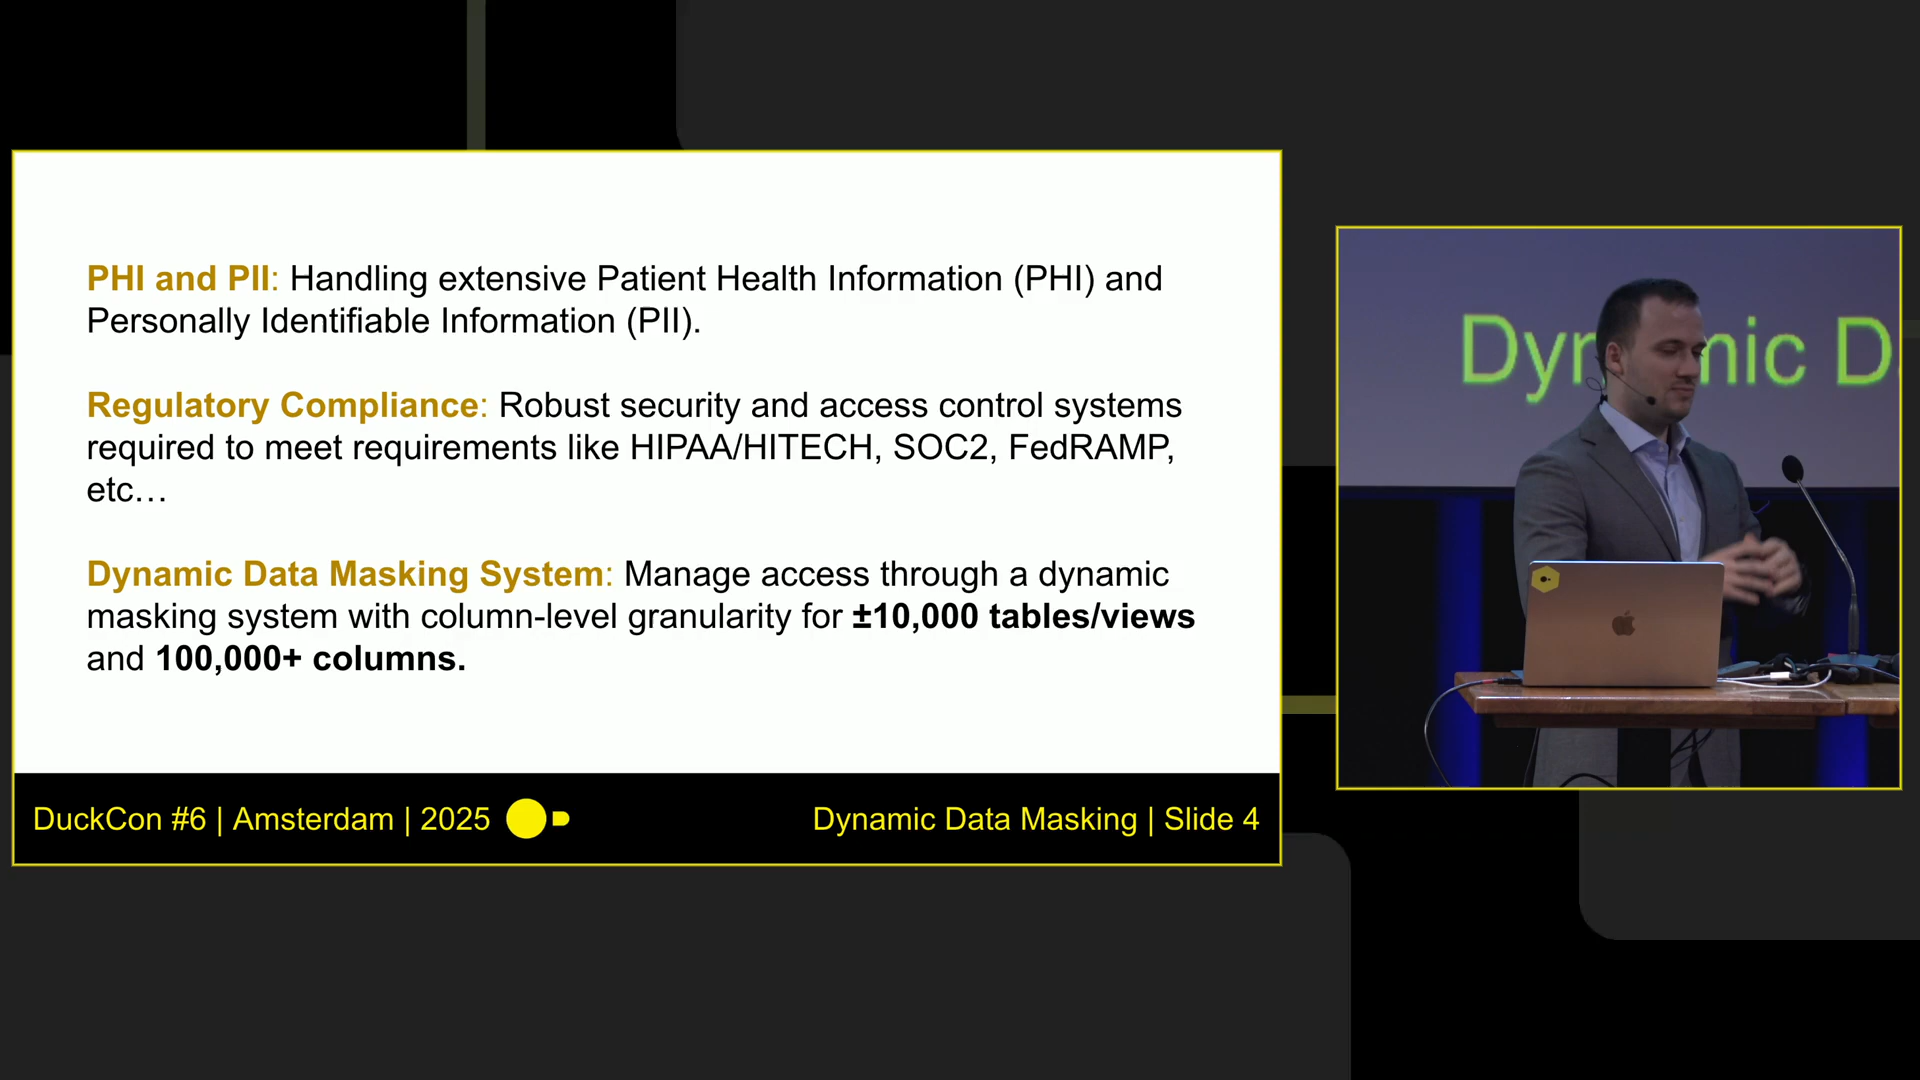 PHI and PII: Handling extensive Patient Health Information (PHI) and
Personally Identifiable Information (PII).
Regulatory Compliance: Robust security and access control systems
required to meet requirements like HIPAA/HITECH, SOC2, FedRAMP,
etc…
Dynamic Data Masking System: Manage access through a dynamic
masking system with column-level granularity for ±10,000 tables/views
and 100,000+ columns.
DuckCon #6 | Amsterdam | 2025
Dynamic Data Masking | Slide 4